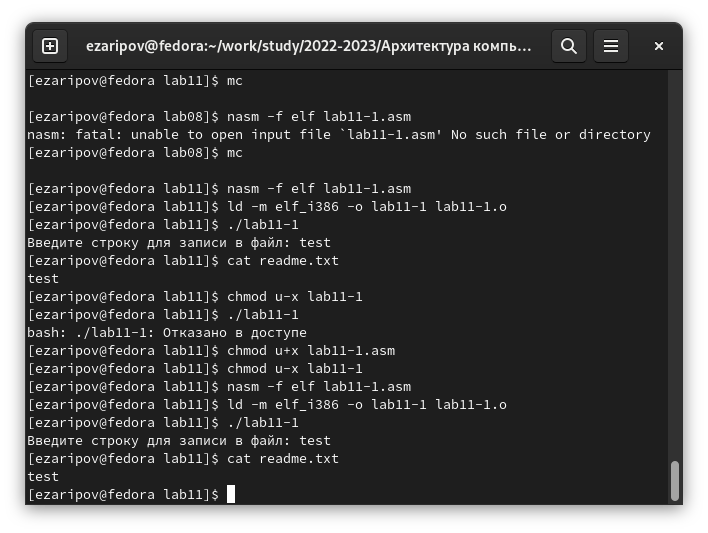 ezaripov@fedora:~/work/study/2022-2023/Архитектура компь...
[ezaripov@fedora lab11]$ mc
[ezaripov@fedora lab08]$ nasm -f elf lab11-1.asm
nasm: fatal: unable to open input file `lab11-1.asm' No such file or directory
[ezaripov@fedora lab08]$ mc
[ezaripov@fedora lab11]$ nasm -f elf lab11-1.asm
[ezaripov@fedora lab11]$ ld -m elf_i386 -o lab11-1 lab11-1.o
[ezaripov@fedora lab11]$ ./lab11-1
Введите строку для записи в файл: test
[ezaripov@fedora lab11]$ cat readme.txt
test
[ezaripov@fedora lab11]$ chmod u-x lab11-1
[ezaripov@fedora lab11]$ ./lab11-1
bash: ./lab11-1: Отказано в доступе
[ezaripov@fedora lab11]$ chmod u+x lab11-1.asm
[ezaripov@fedora lab11]$ chmod u-x lab11-1
[ezaripov@fedora lab11]$ nasm -f elf lab11-1.asm
[ezaripov@fedora lab11]$ ld -m elf_i386 -o lab11-1 lab11-1.o
[ezaripov@fedora lab11]$ ./lab11-1
Введите строку для записи в файл: test
[ezaripov@fedora lab11]$ cat readme.txt
test
[ezaripov@fedora lab11]$